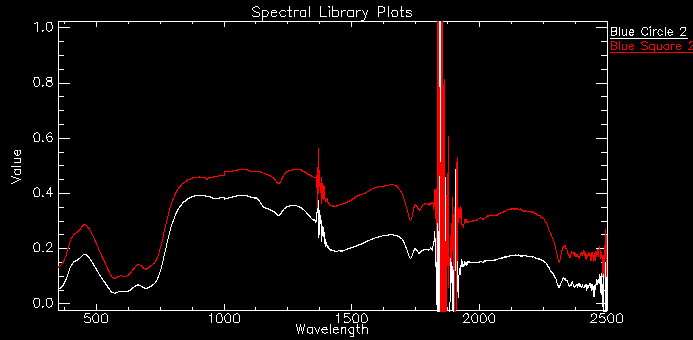 Spectral Library Plots
1.0
0.8
0.6
0.4
0.2
0.0
Value
500
1000
1500
2000
2500
Wavelength
Blue Circle 2
Blue Square 2